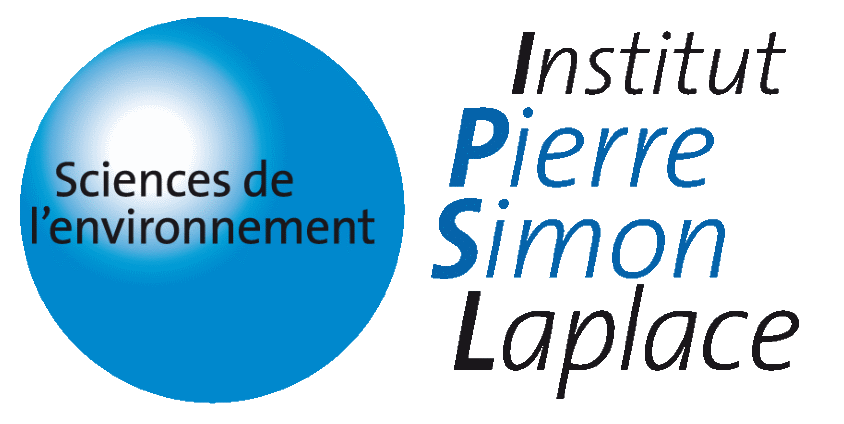 Sciences de
l'environnement
Institut
Pierre
Simon
Laplace